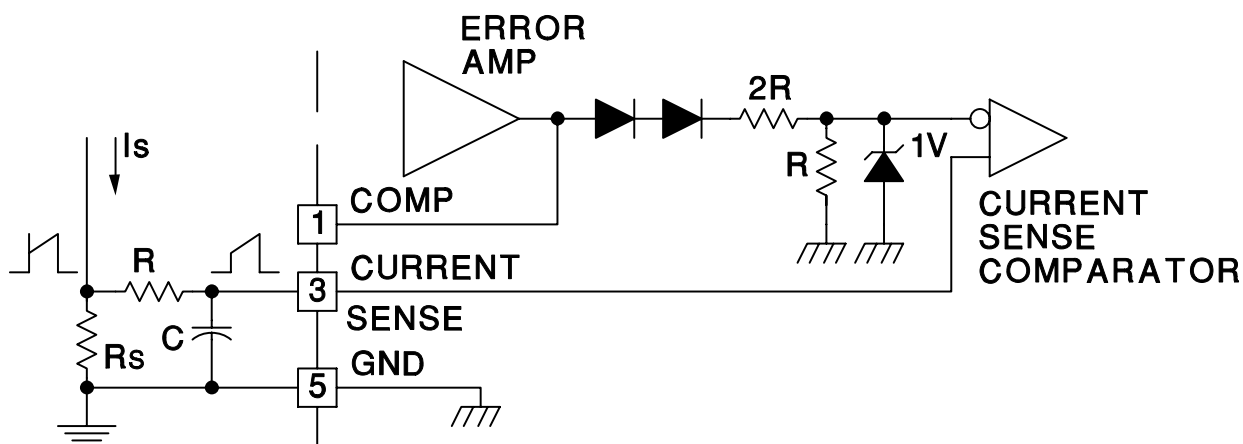 ERROR
AMP
2R
Is
R
1V
COMP
1
CURRENT
SENSE
COMPARATOR
R
CURRENT
3
SENSE
C
Rs
GND
5